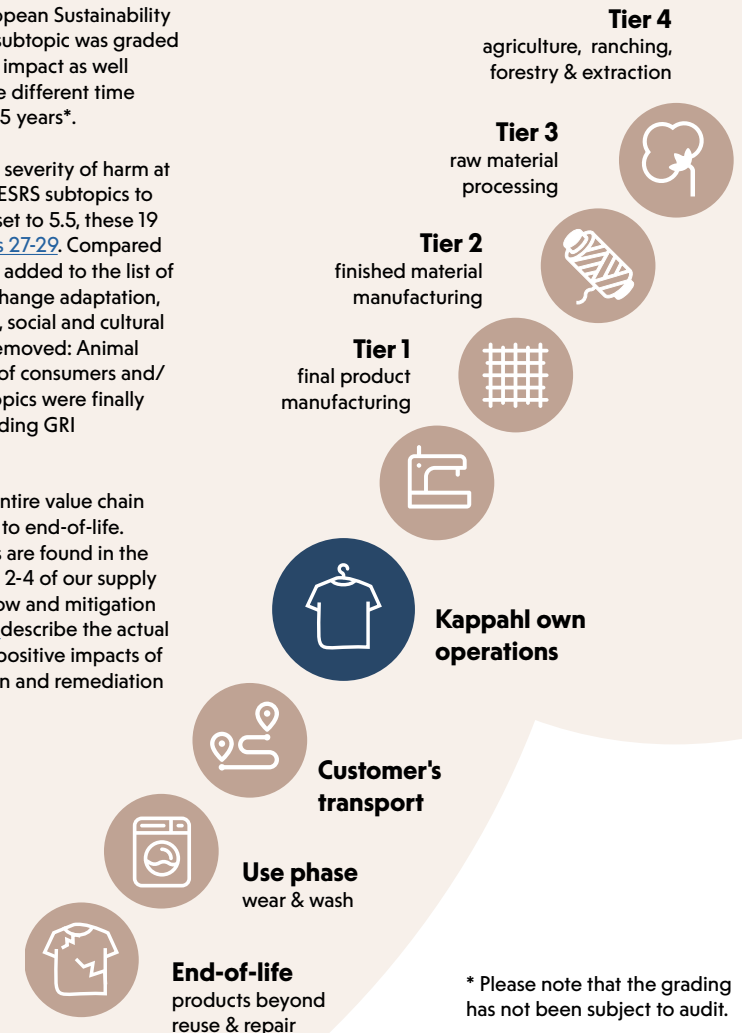 pean Sustainability
subtopic was graded
impact as well
e different time
5 years*.
severity of harm at
ESRS subtopics to
set to 5.5, these 19
s 27-29. Compared
added to the list of
hange adaptation,
, social and cultural
emoved: Animal
of consumers and/
opics were finally
ding GRI
ntire value chain
to end-of-life.
s are found in the
2-4 of our supply
ow and mitigation
describe the actual
positive impacts of
n and remediation
Tier 4
agriculture, ranching,
forestry & extraction
Tier 3
raw material
processing
Tier 2
finished material
manufacturing
Tier 1
final product
manufacturing
Kappahl own
operations
Customer's
transport
Use phase
wear & wash
End-of-life
products beyond
reuse & repair
* Please note that the grading
has not been subject to audit.